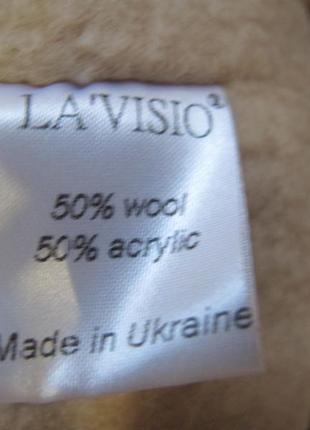 LA'VISIO®
50% wool
50% acrylic
Made in Ukraine